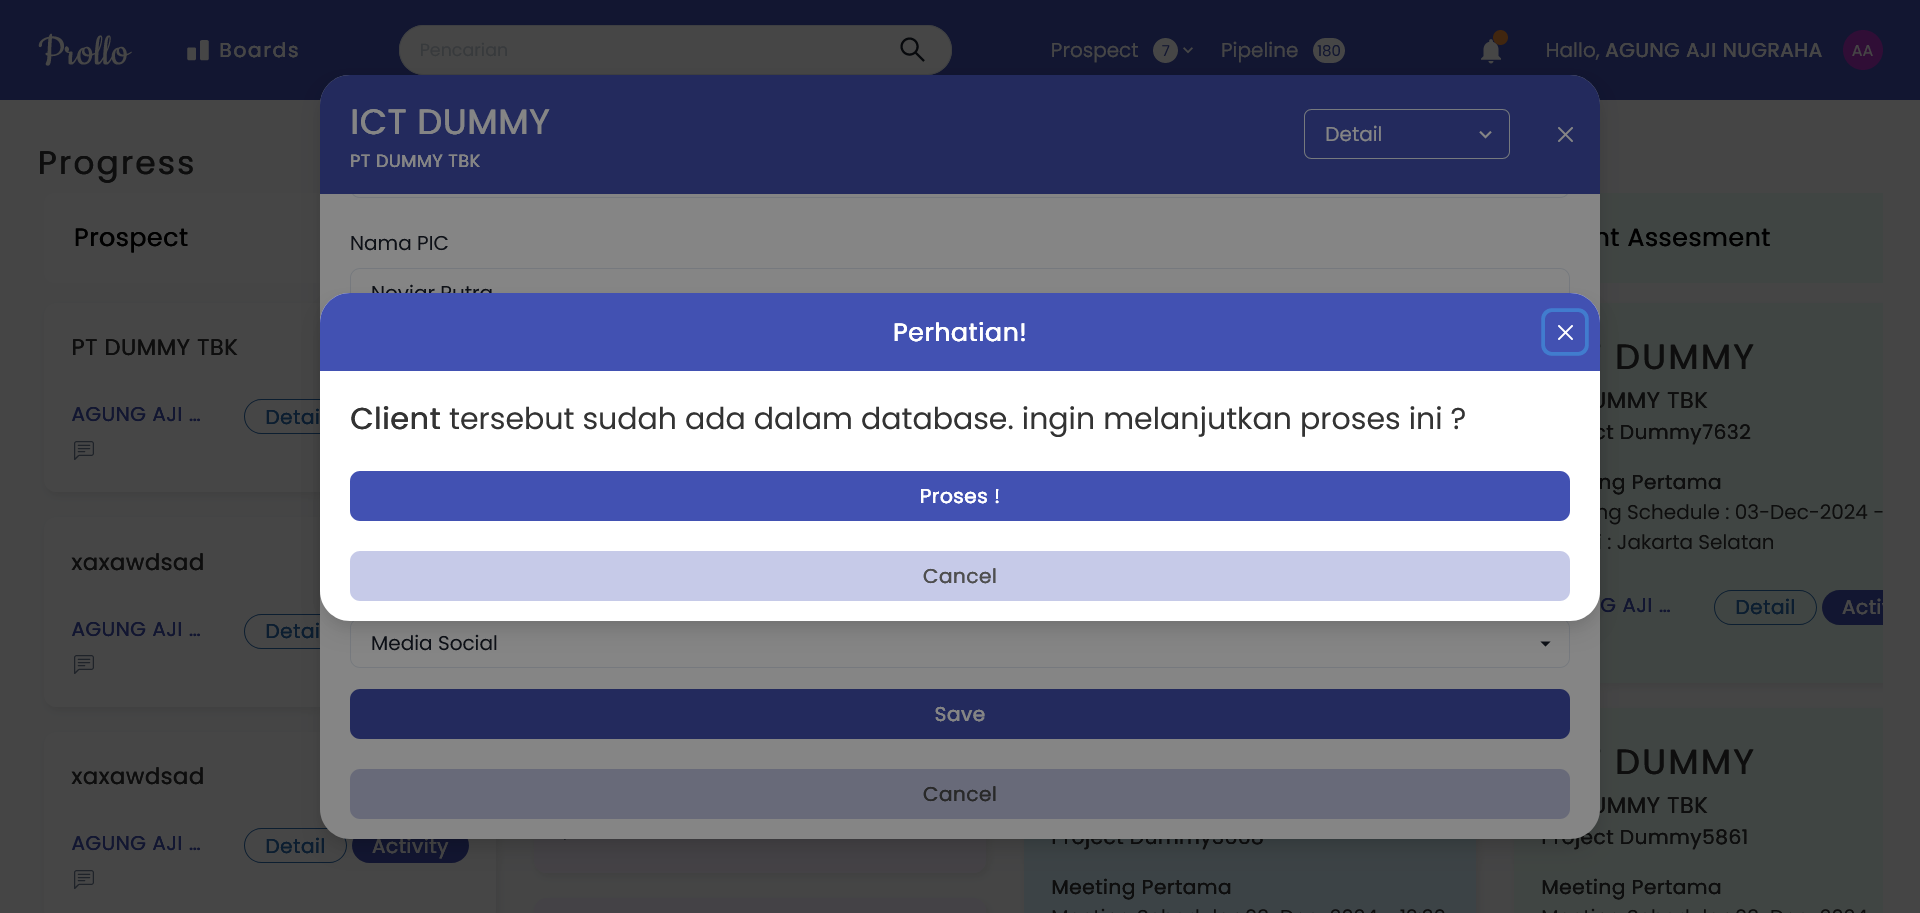 Prollo
Boards
Pencarian
Prospect 7
Pipeline 180
Hallo, AGUNG AJI NUGRAHA
AA
ICT DUMMY
PT DUMMY TBK
Detail
Progress
Prospect
nt Assesment
Nama PIC
Noviar Putra
Perhatian!
Client tersebut sudah ada dalam database. ingin melanjutkan proses ini ?
Proses !
Cancel
Media Social
Save
Cancel
PT DUMMY TBK
AGUNG AJI ...
Detai
xaxawdsad
AGUNG AJI ...
Detai
xaxawdsad
AGUNG AJI ...
Detail
Activity
Meeting Pertama
DUMMY
UMMY TBK
ct Dummy7632
ng Pertama
ng Schedule : 03-Dec-2024 -
: Jakarta Selatan
G AJI ...
Detail
Acti
DUMMY
UMMY TBK
Project Dummy5861
Meeting Pertama